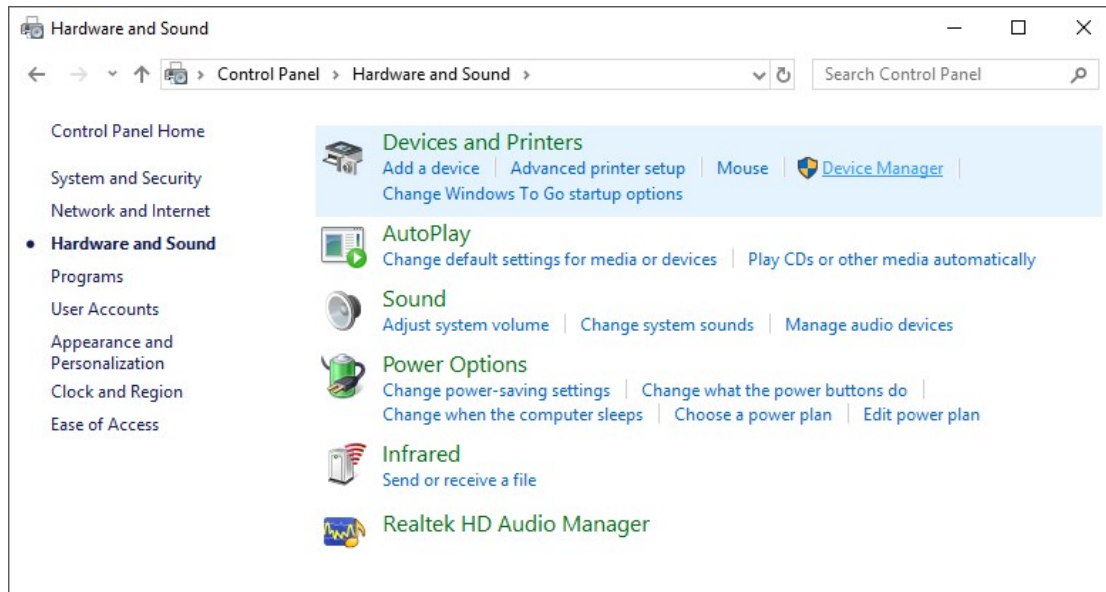 Hardware and Sound
Control Panel > Hardware and Sound >
Search Control Panel
Control Panel Home
System and Security
Network and Internet
Hardware and Sound
Programs
User Accounts
Appearance and
Personalization
Clock and Region
Ease of Access
Devices and Printers
Add a device | Advanced printer setup | Mouse | Device Manager |
Change Windows To Go startup options
AutoPlay
Change default settings for media or devices | Play CDs or other media automatically
Sound
Adjust system volume | Change system sounds | Manage audio devices
Power Options
Change power-saving settings | Change what the power buttons do |
Change when the computer sleeps | Choose a power plan | Edit power plan
Infrared
Send or receive a file
Realtek HD Audio Manager